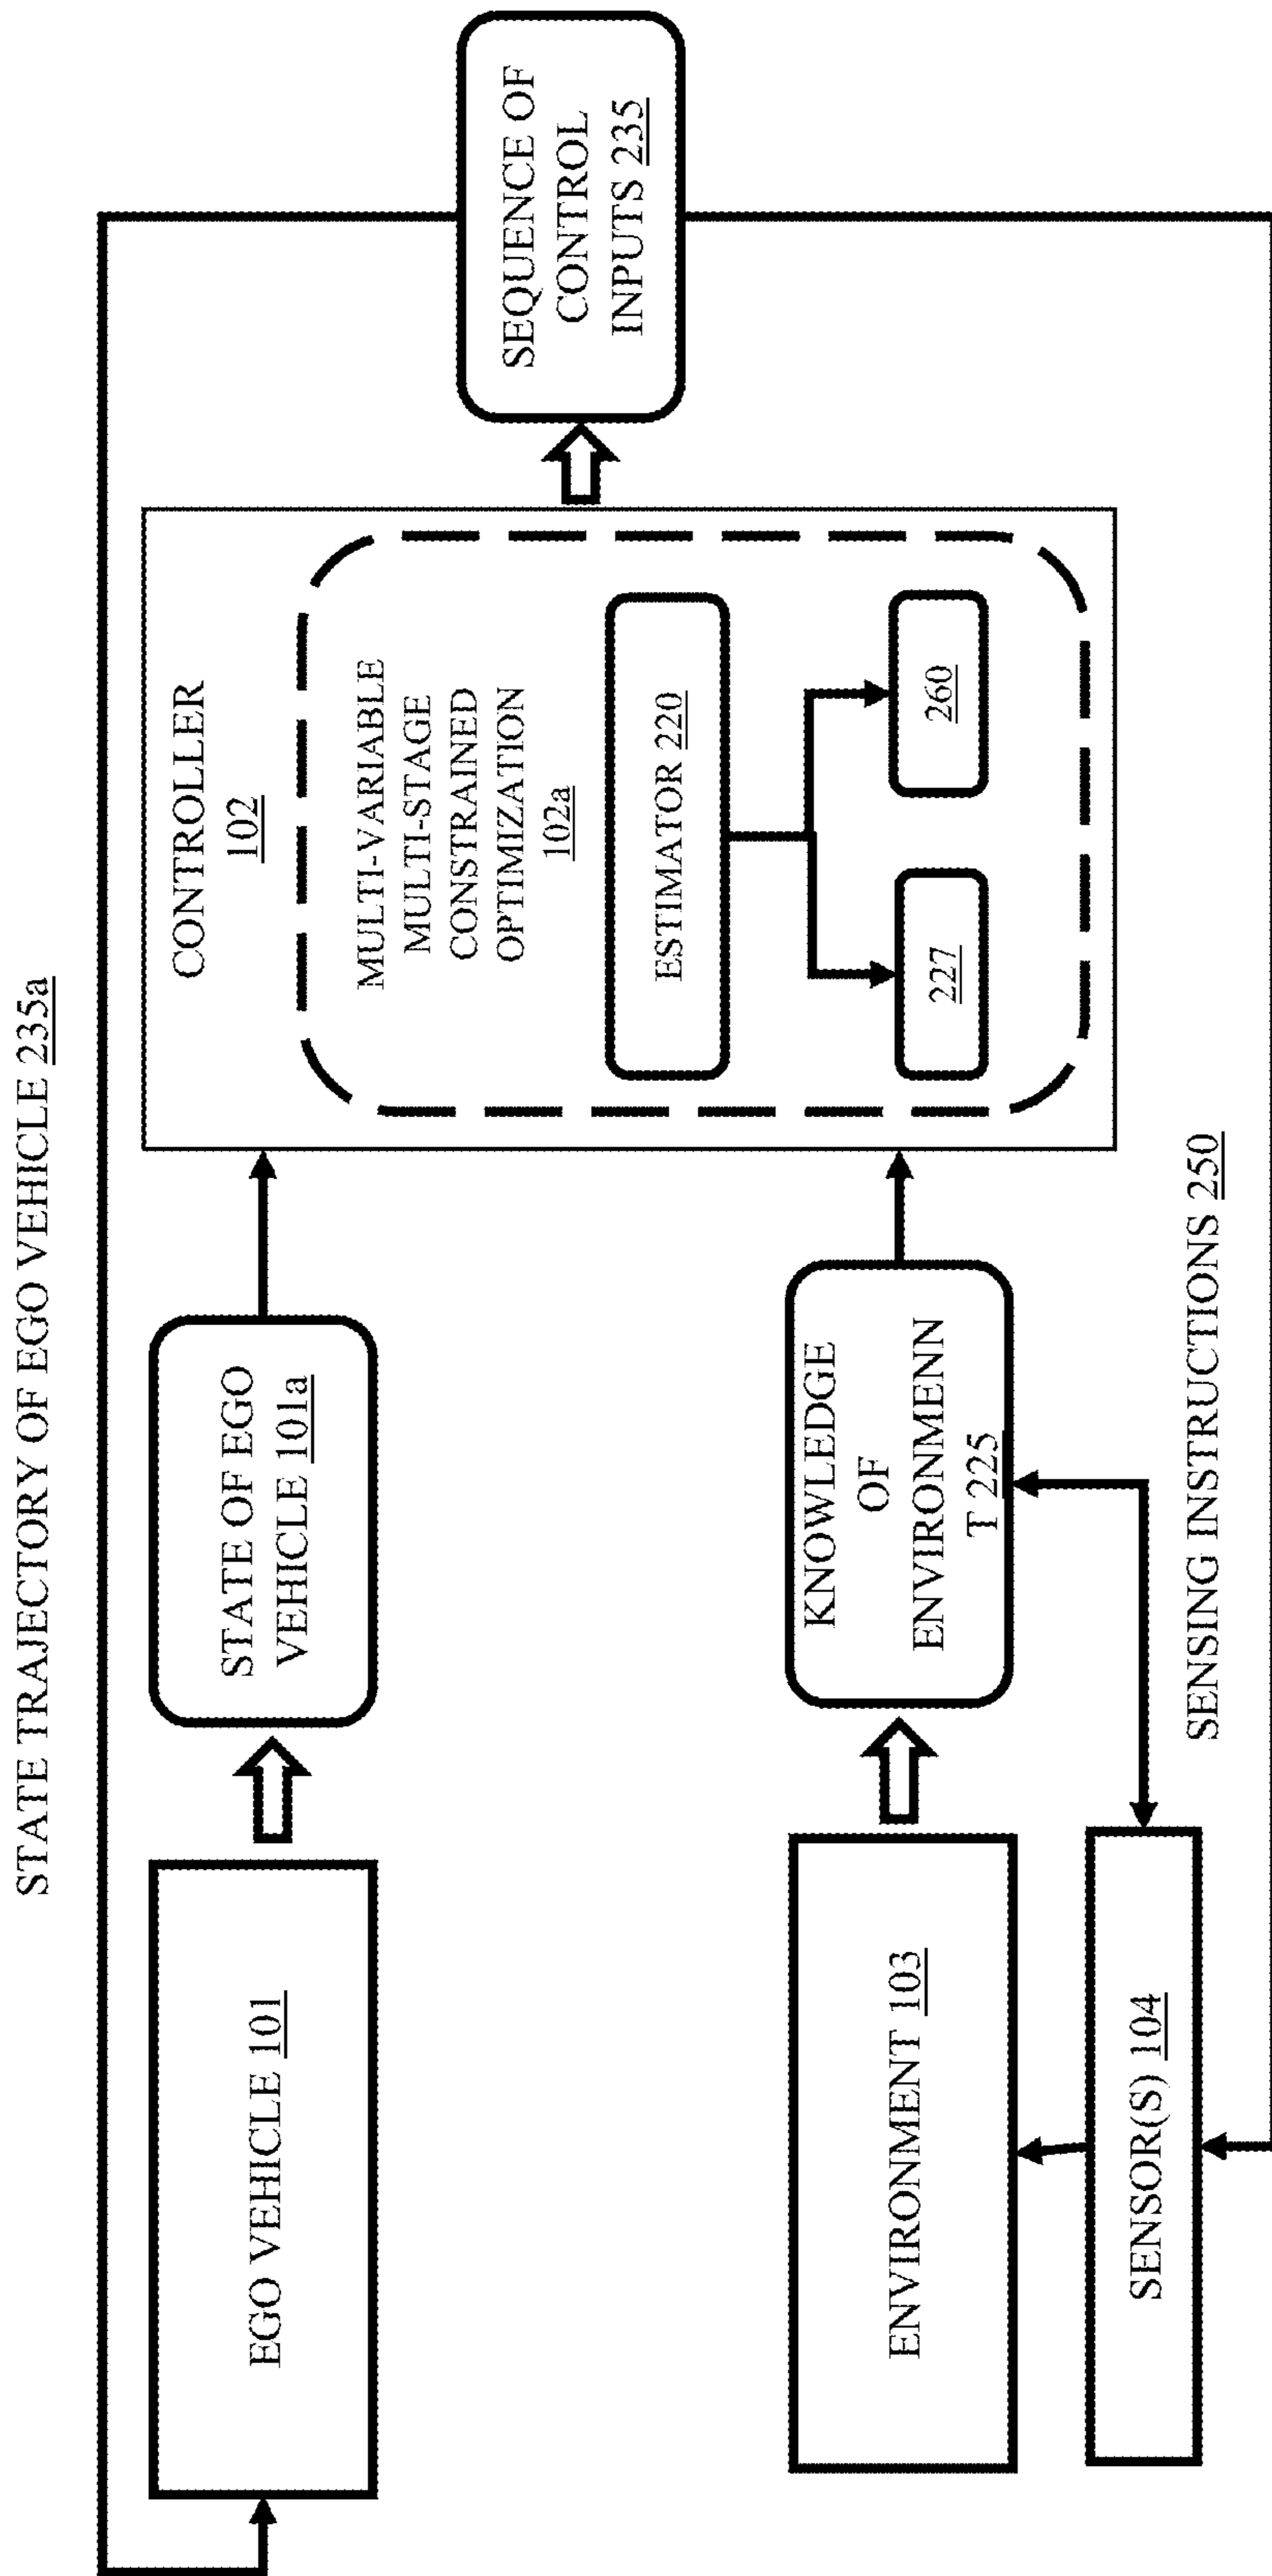 STATE TRAJECTORY OF EGO VEHICLE 235a
EGO VEHICLE 101
STATE OF EGO
VEHICLE 101a
CONTROLLER
102
MULTI-VARIABLE
MULTI-STAGE
CONSTRAINED
OPTIMIZATION
102a
ESTIMATOR 220
227
260
SEQUENCE OF
CONTROL
INPUTS 235
ENVIRONMENT 103
KNOWLEDGE
OF
ENVIRONMENN
T 225
SENSOR(S) 104
SENSING INSTRUCTIONS 250